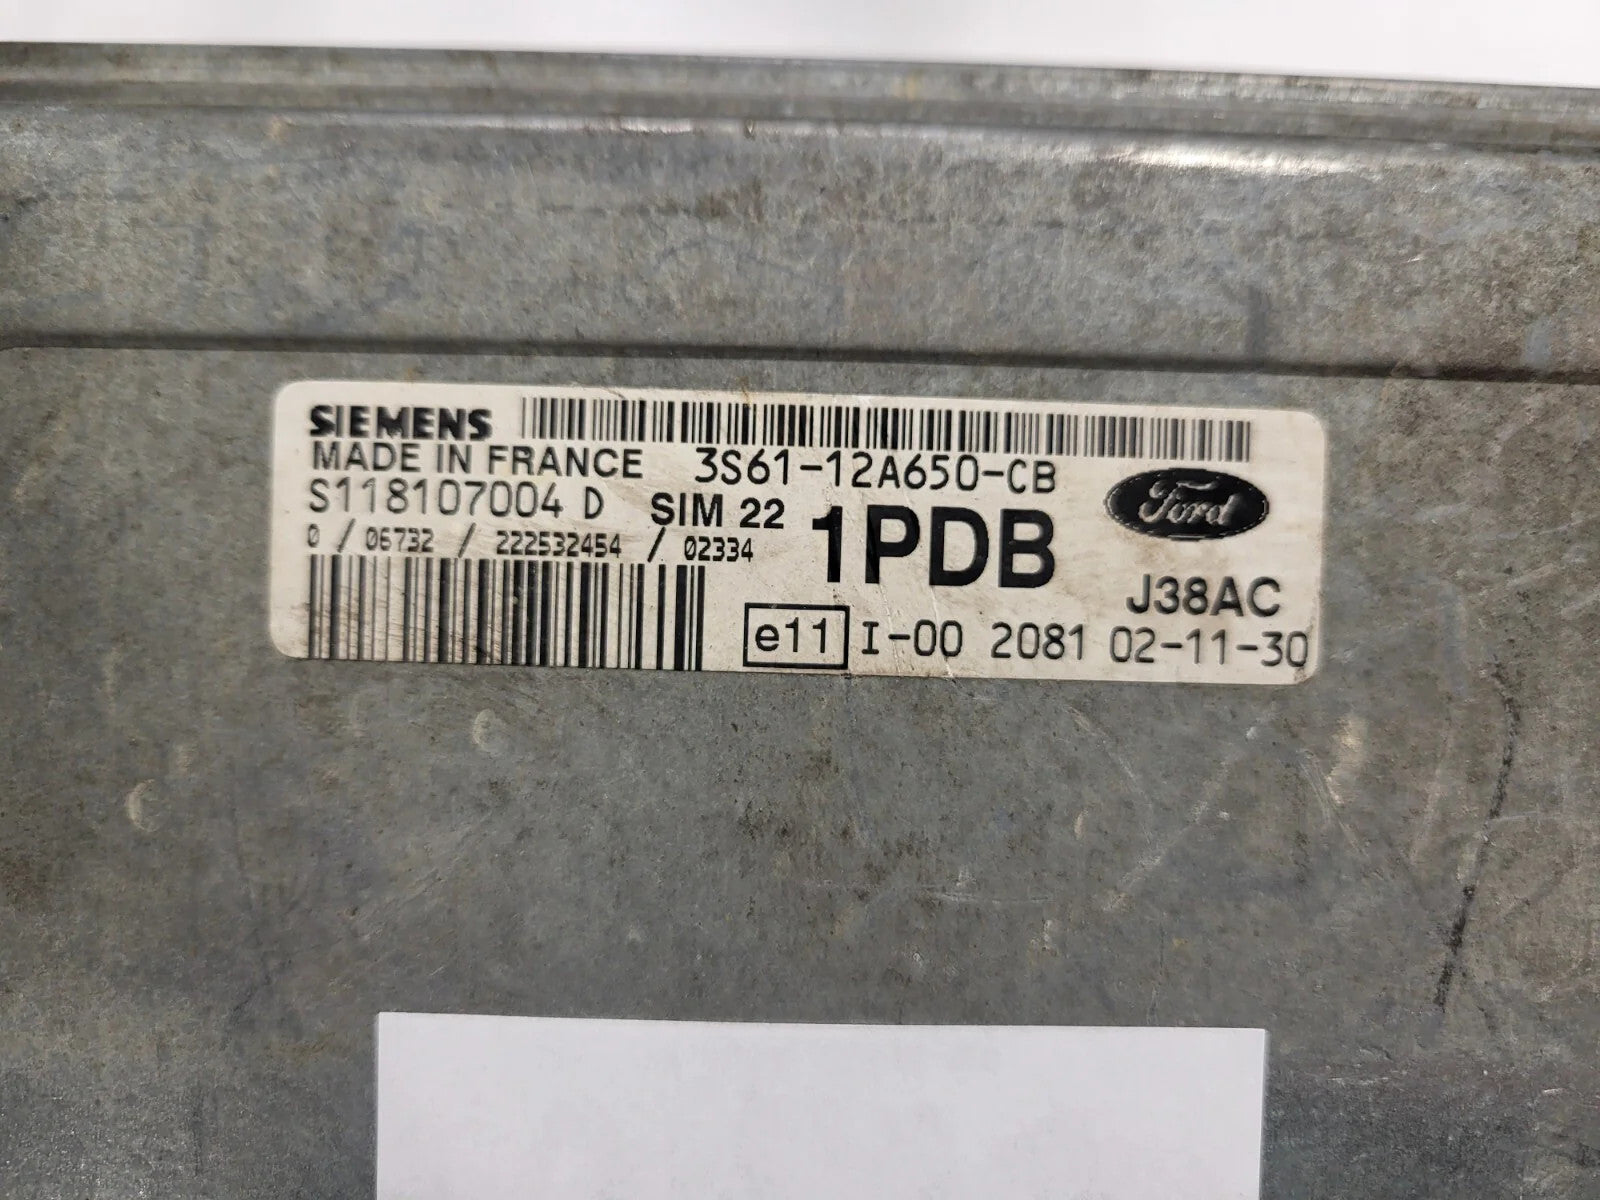 SIEMENS
MADE IN FRANCE 3S61-12A650-CB
S118107004 D SIM 22 1PDB Ford
0 / 06732 / 222532454 / 02334
J38AC
e11 I-00 2081 02-11-30